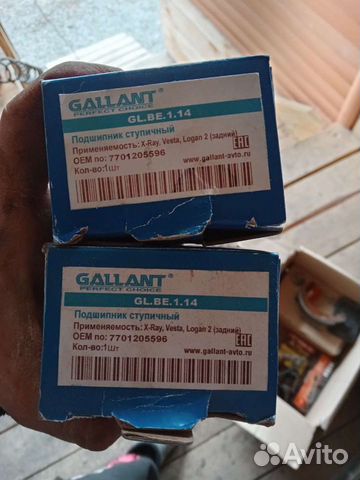 GALLANT®
PERFECT CHOICE
GL.BE.1.14
Подшипник ступичный
Применяемость: X-Ray, Vesta, Logan 2 (задний)
OEM no: 7701205596
Кол-во:1шт
www.gallant-avto.ru
EAC
GALLANT®
PERFECT CHOICE
GL.BE.1.14
Подшипник ступичный
Применяемость: X-Ray, Vesta, Logan 2 (задний)
OEM no: 7701205596
Кол-во:1шт
www.gallant-avto.ru
EAC
Avito